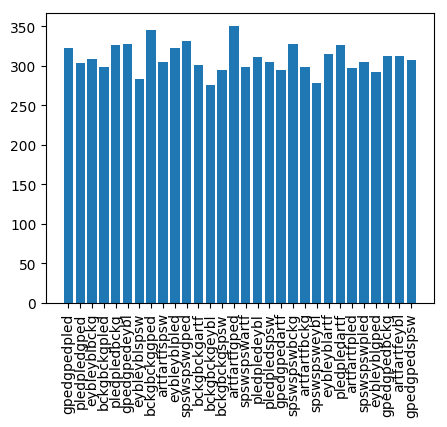 350
300
250
200
150
100
50
0
gpedgpedpled
pledpledgped
eybleyblbckg
bckgbckgpled
pledpledbckg
gpedgpedeybl
eybleyblspsw
bckgbckggped
artfartfspsw
eybleyblpled
spswspswgped
bckgbckgartf
bckgbckgeybl
bckgbckgspsw
artfartfgped
spswspswartf
pledpledeybl
pledpledspsw
gpedgpedartf
spswspswbckg
artfartfbckg
spswspsweybl
eybleyblartf
pledpledartf
artfartfpled
spswspswpled
eybleyblgped
gpedgpedbckg
artfartfeybl
gpedgpedspsw